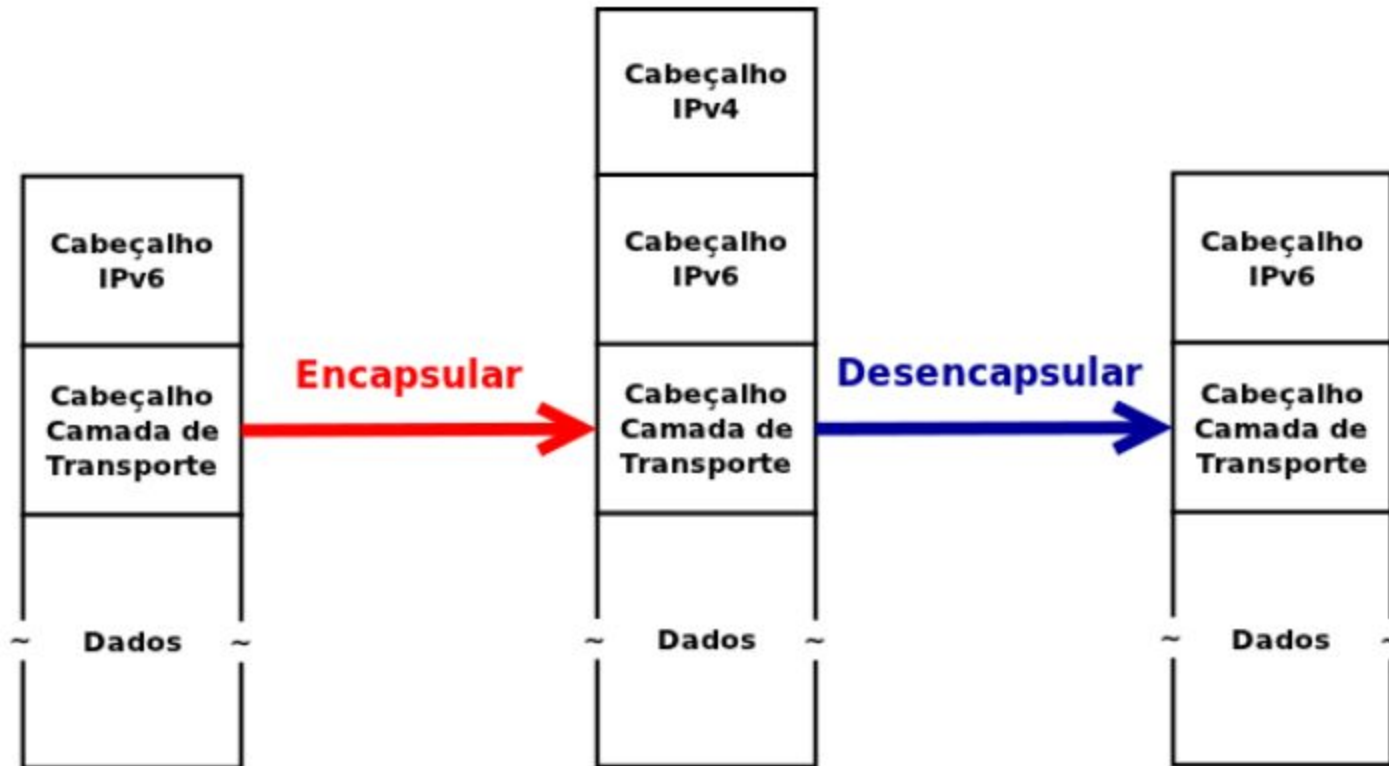 Cabeçalho
IPv6
Cabeçalho
Camada de
Transporte
~ Dados ~
Encapsular
Cabeçalho
IPv4
Cabeçalho
IPv6
Cabeçalho
Camada de
Transporte
~ Dados ~
Desencapsular
Cabeçalho
IPv6
Cabeçalho
Camada de
Transporte
~ Dados ~